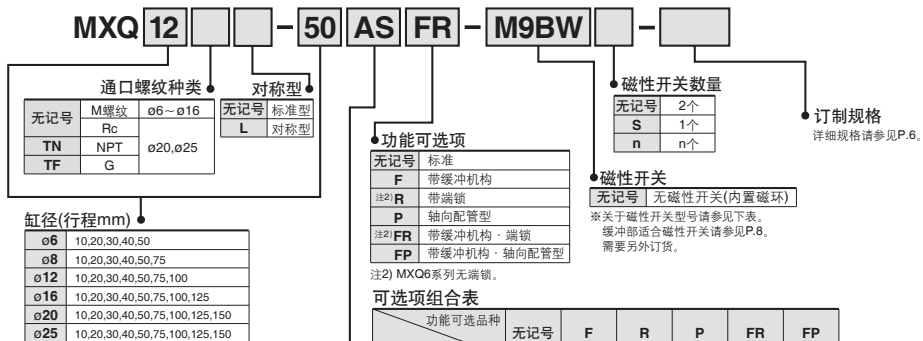 MXQ 12 - 50 AS FR - M9BW -
通口螺纹种类
无记号 M螺纹 ø6～ø16
Rc ø20,ø25
TN NPT
TF G
对称型
无记号 标准型
L 对称型
缸径(行程mm)
ø6 10,20,30,40,50
ø8 10,20,30,40,50,75
ø12 10,20,30,40,50,75,100
ø16 10,20,30,40,50,75,100,125
ø20 10,20,30,40,50,75,100,125,150
ø25 10,20,30,40,50,75,100,125,150
功能可选项
无记号 标准
F 带缓冲机构
注2) R 带端锁
P 轴向配管型
注2) FR 带缓冲机构・端锁
FP 带缓冲机构・轴向配管型
注2) MXQ6系列无端锁。
磁性开关数量
无记号 2个
S 1个
n n个
磁性开关
无记号 无磁性开关(内置磁环)
※关于磁性开关型号请参见下表。
缓冲部适合磁性开关请参见P.8。
需要另外订货。
订制规格
详细规格请参见P.6。
可选项组合表
功能可选品种 无记号 F R P FR FP